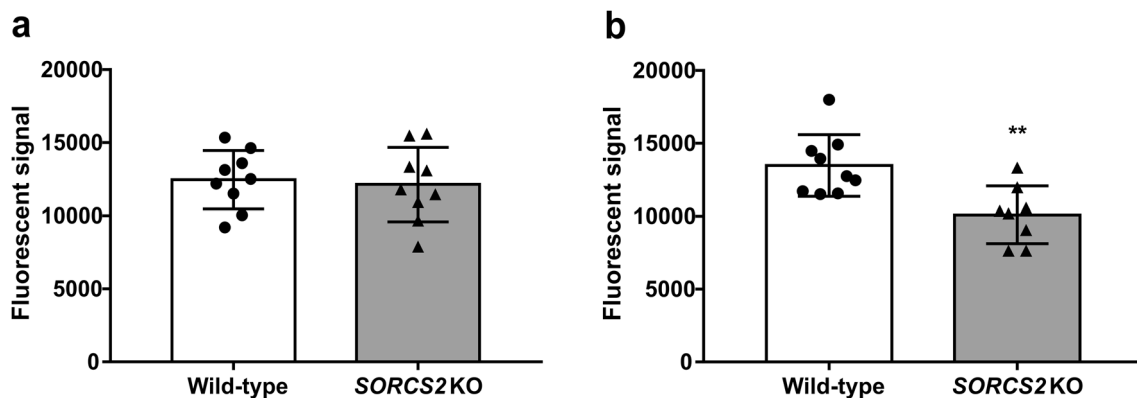 a
Fluorescent signal
20000
15000
10000
5000
0
Wild-type
SORCS2 KO
b
Fluorescent signal
20000
15000
10000
5000
0
**
Wild-type
SORCS2 KO